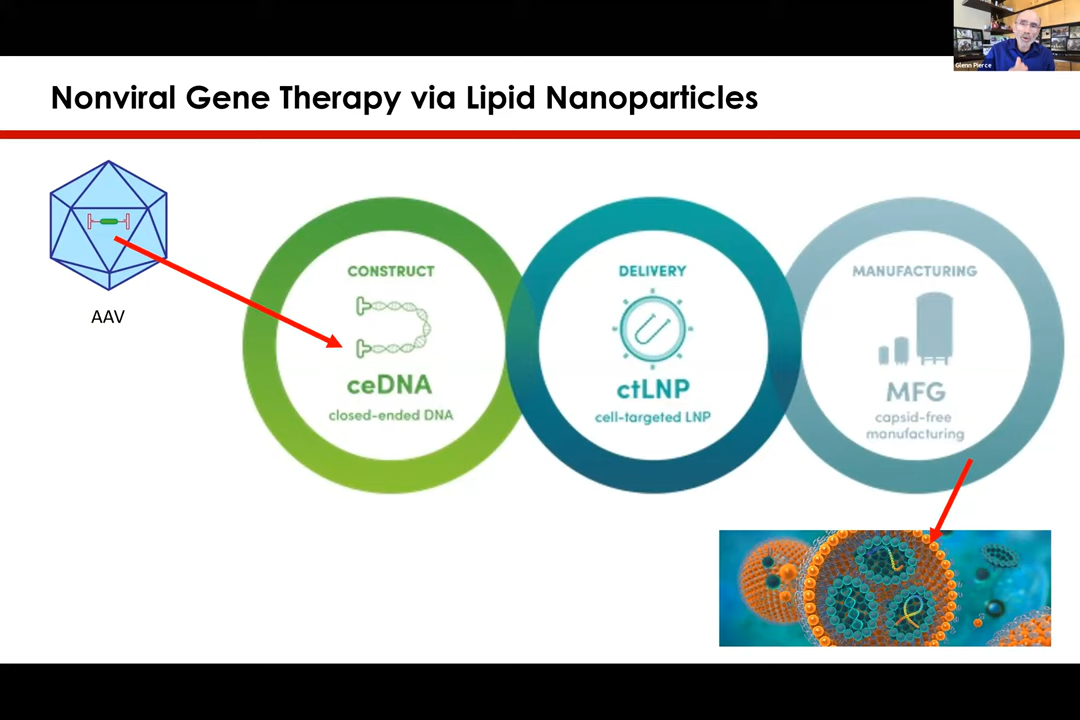 Glenn Pierce
Nonviral Gene Therapy via Lipid Nanoparticles
AAV
CONSTRUCT
ceDNA
closed-ended DNA
DELIVERY
ctLNP
cell-targeted LNP
MANUFACTURING
MFG
capsid-free
manufacturing